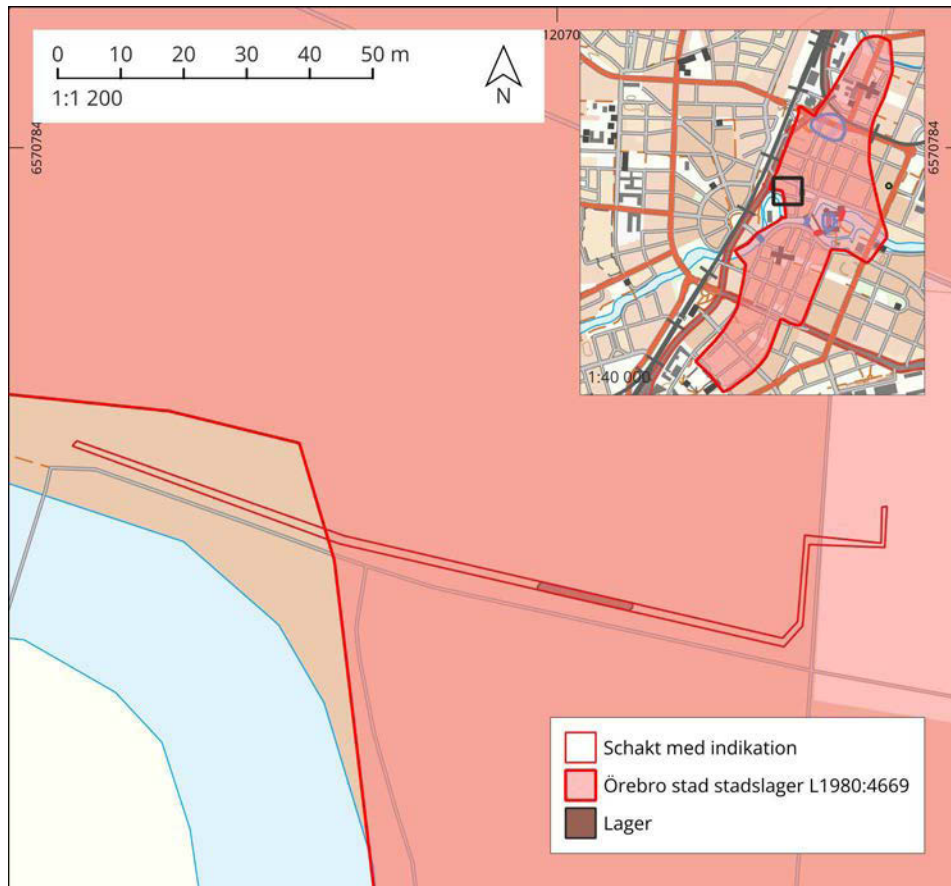 12070
0 10 20 30 40 50 m
1:1 200
N
6570784
6570784
1:40 000
Schakt med indikation
Örebro stad stadslager L1980:4669
Lager